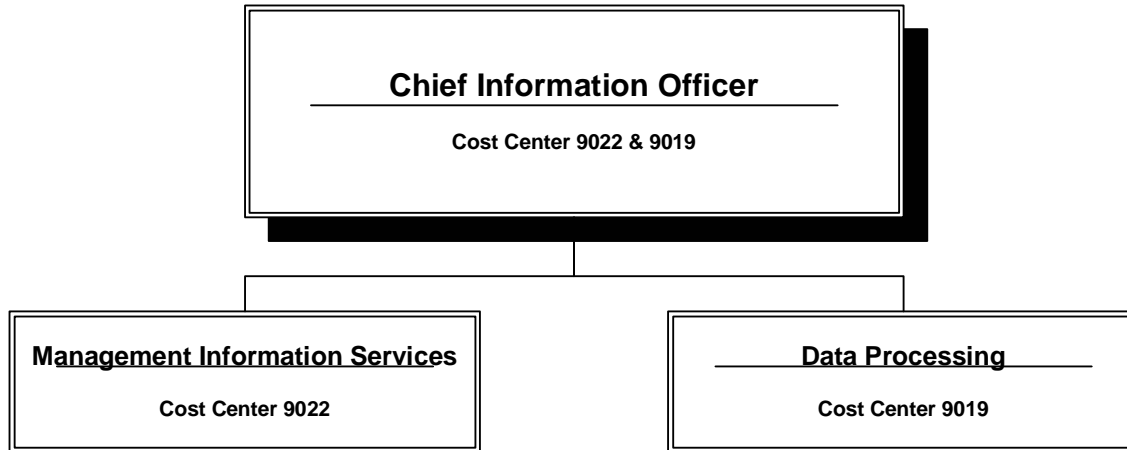 Chief Information Officer
Cost Center 9022 & 9019
Management Information Services
Cost Center 9022
Data Processing
Cost Center 9019